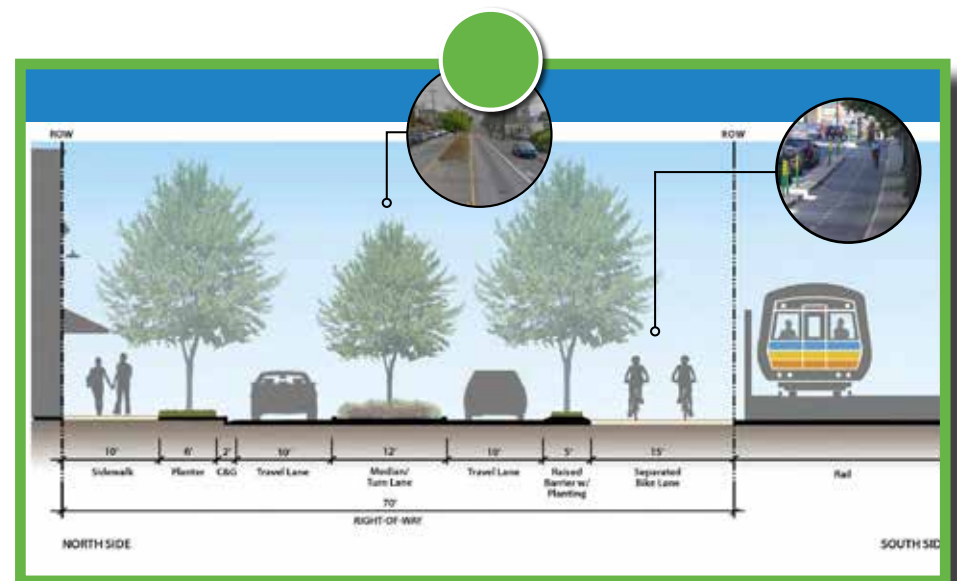 ROW
ROW
10'
6'
2'
10'
12'
10'
5'
15'
Sidewalk
Planter
C&G
Travel Lane
Median/
Turn Lane
Travel Lane
Raised
Barrier w/
Planting
Separated
Bike Lane
Rail
70'
RIGHT-OF-WAY
NORTH SIDE
SOUTH SID